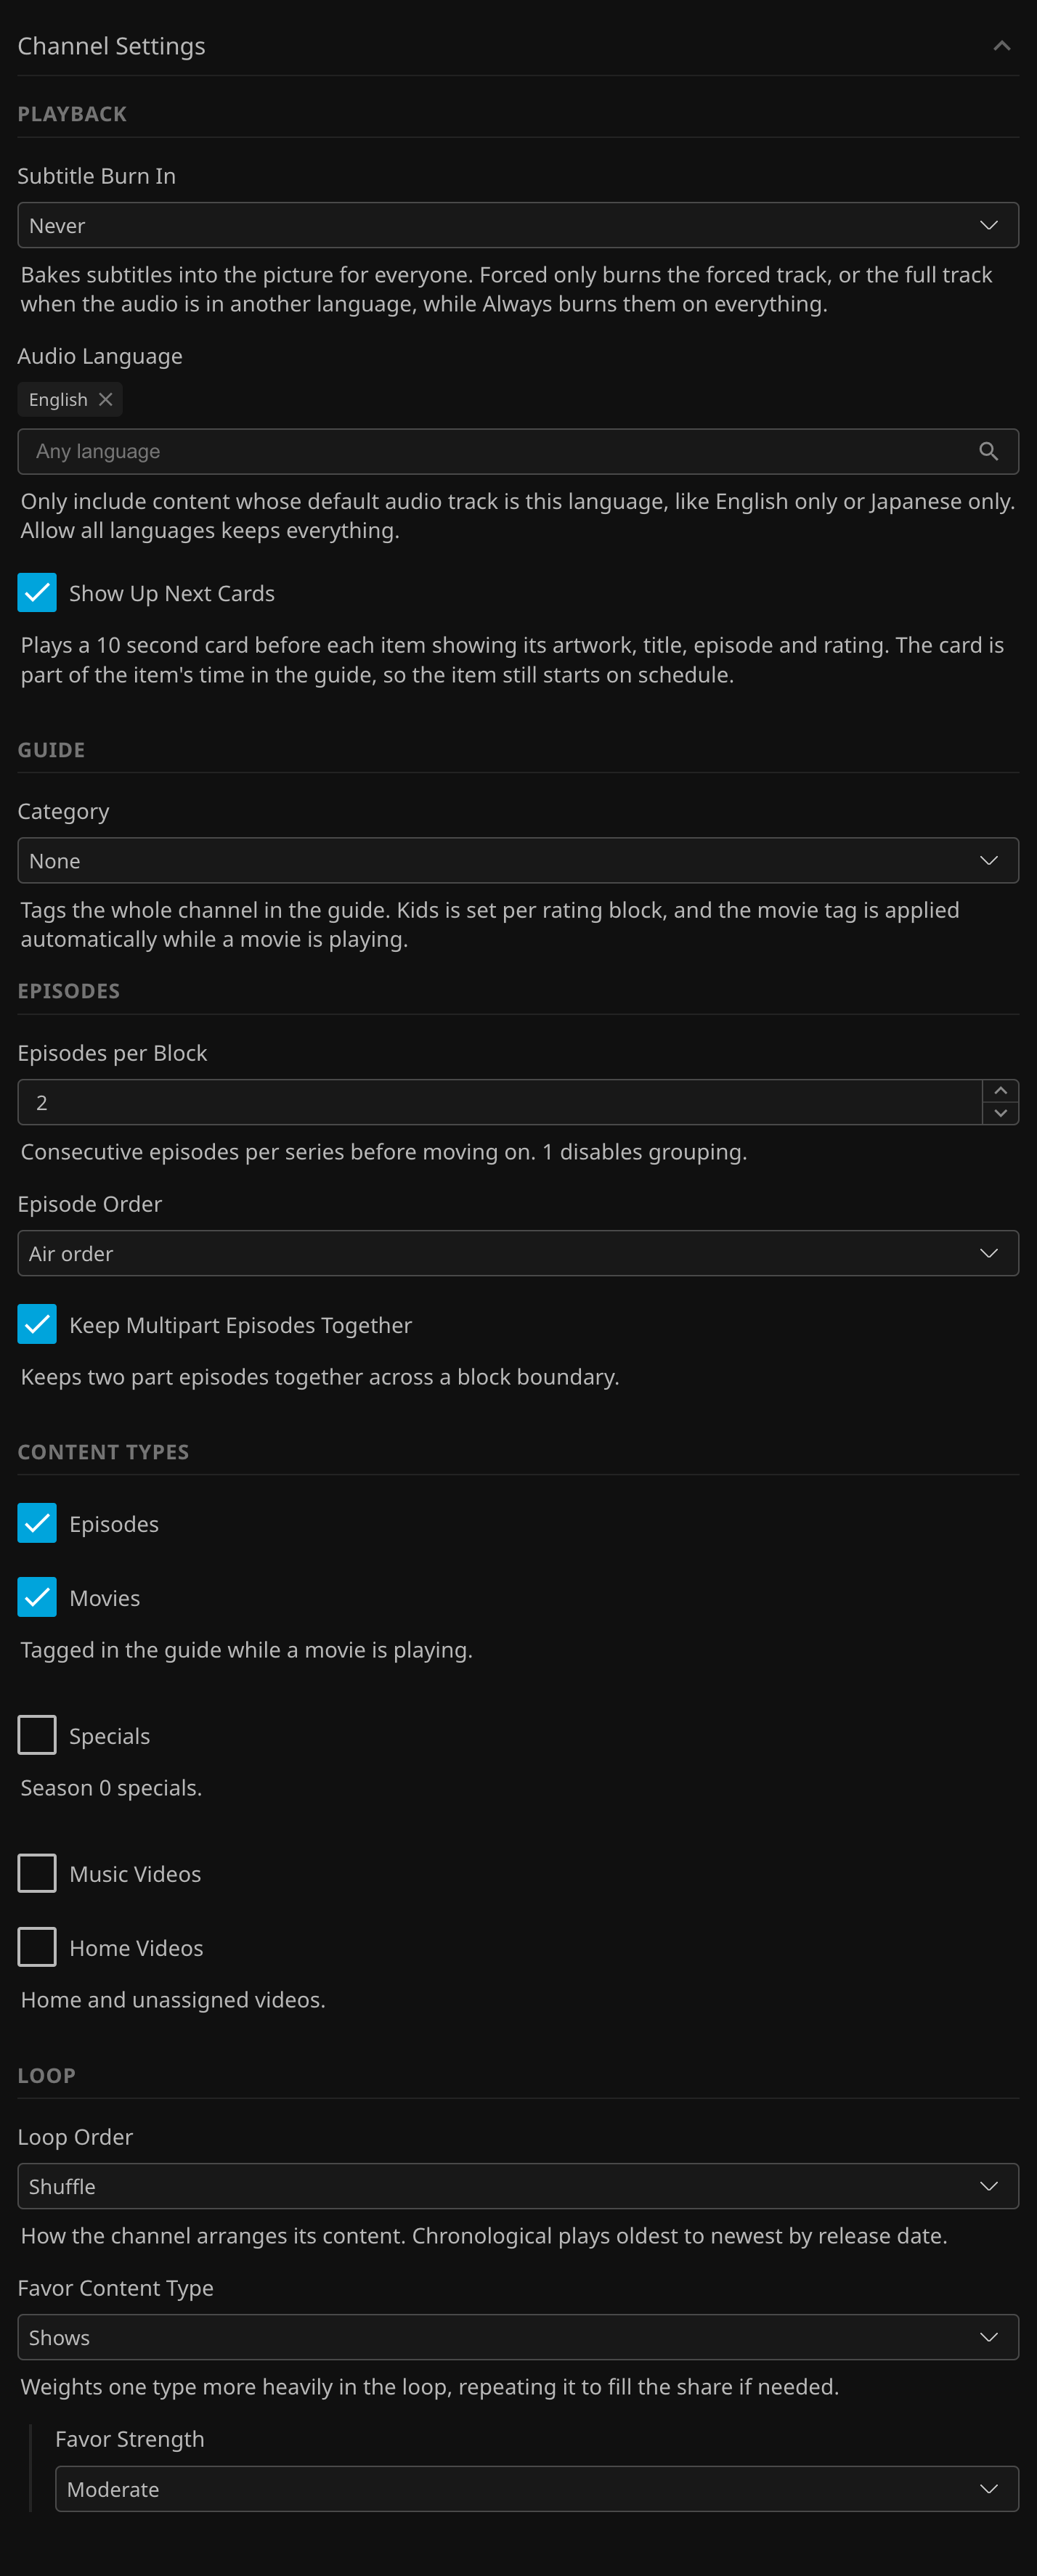 Channel Settings
PLAYBACK
Subtitle Burn In
Never
Bakes subtitles into the picture for everyone. Forced only burns the forced track, or the full track
when the audio is in another language, while Always burns them on everything.
Audio Language
English
Any language
Only include content whose default audio track is this language, like English only or Japanese only.
Allow all languages keeps everything.
Show Up Next Cards
Plays a 10 second card before each item showing its artwork, title, episode and rating. The card is
part of the item's time in the guide, so the item still starts on schedule.
GUIDE
Category
None
Tags the whole channel in the guide. Kids is set per rating block, and the movie tag is applied
automatically while a movie is playing.
EPISODES
Episodes per Block
2
Consecutive episodes per series before moving on. 1 disables grouping.
Episode Order
Air order
Keep Multipart Episodes Together
Keeps two part episodes together across a block boundary.
CONTENT TYPES
Episodes
Movies
Tagged in the guide while a movie is playing.
Specials
Season 0 specials.
Music Videos
Home Videos
Home and unassigned videos.
LOOP
Loop Order
Shuffle
How the channel arranges its content. Chronological plays oldest to newest by release date.
Favor Content Type
Shows
Weights one type more heavily in the loop, repeating it to fill the share if needed.
Favor Strength
Moderate